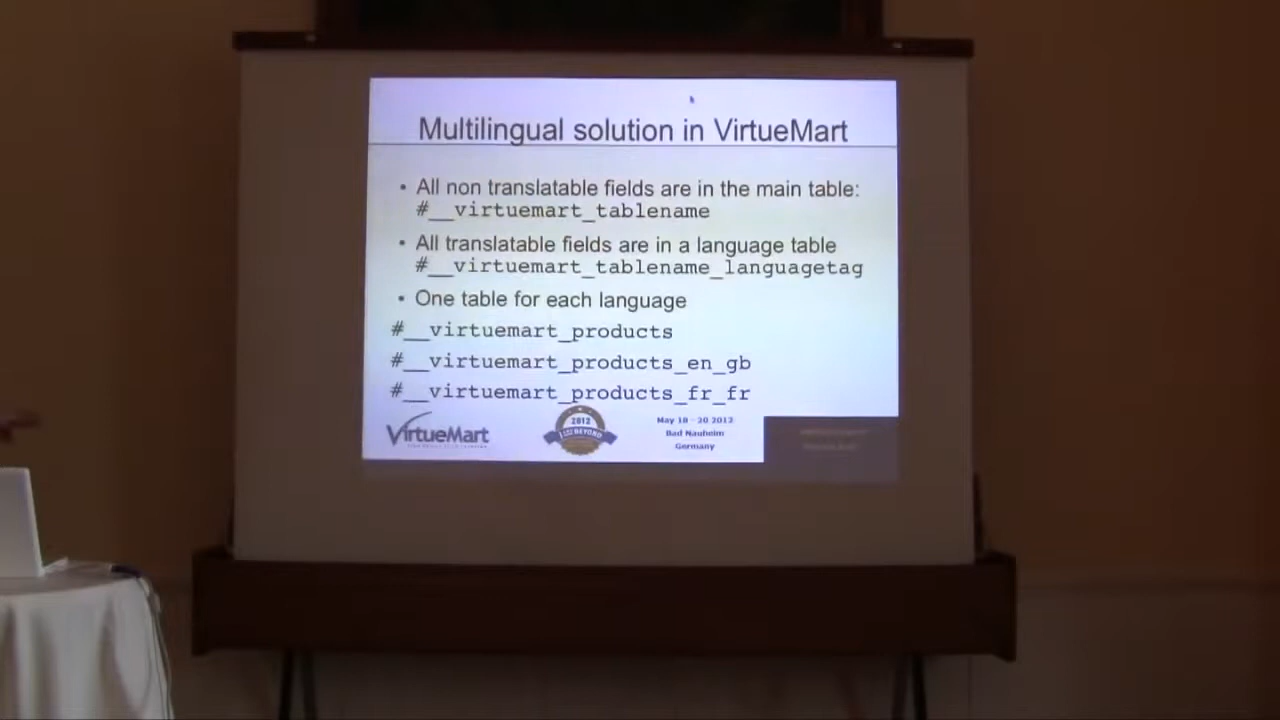 Multilingual solution in VirtueMart
• All non translatable fields are in the main table:
#__virtuemart_tablename
• All translatable fields are in a language table
#__virtuemart_tablename_languagetag
• One table for each language
#__virtuemart_products
#__virtuemart_products_en_gb
#__virtuemart_products_fr_fr
VirtueMart
2012
BEYOND
May 18 - 20 2012
Bad Nauheim
Germany